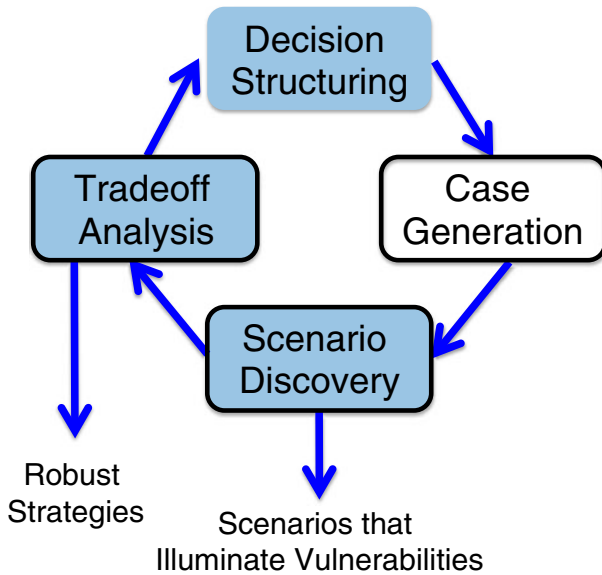 Decision
Structuring
Tradeoff
Analysis
Case
Generation
Scenario
Discovery
Robust
Strategies
Scenarios that
Illuminate Vulnerabilities